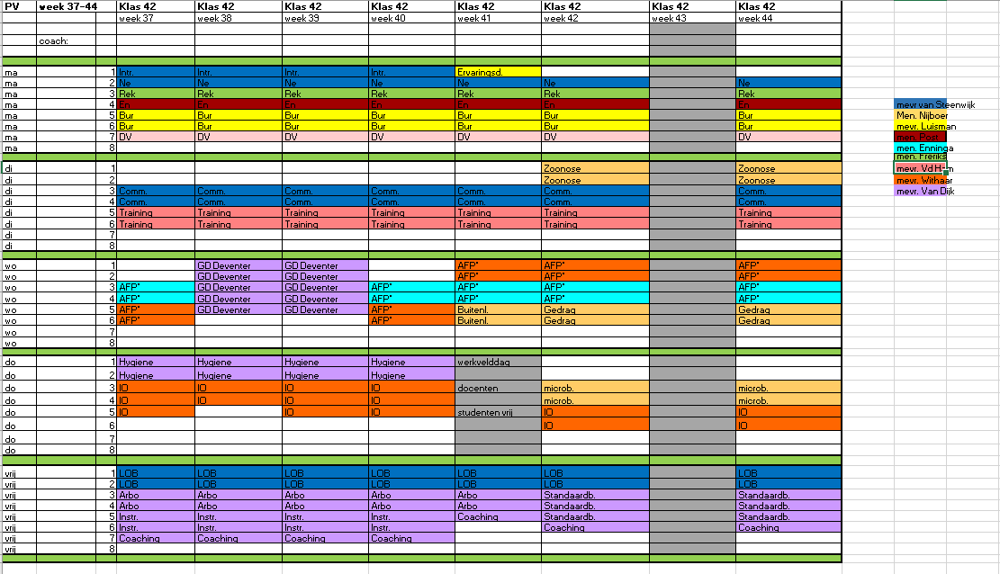 PV week 37-44 Klas 42 Klas 42 Klas 42 Klas 42 Klas 42 Klas 42 Klas 42 Klas 42
week 37 week 38 week 39 week 40 week 41 week 42 week 43 week 44
coach:
ma 1 Intr. Intr. Intr. Intr. Ervaringsd.
ma 2 Ne Ne Ne Ne Ne Ne Ne
ma 3 Rek Rek Rek Rek Rek Rek Rek
ma 4 En En En En En En En mevr van Steenwijk
ma 5 Bur Bur Bur Bur Bur Bur Bur Men. Nijboer
ma 6 Bur Bur Bur Bur Bur Bur Bur mevr. Luisman
ma 7 DV DV DV DV DV DV DV men. Post
ma 8 men. Enninga
men. Freriks
di 1 Zoonose Zoonose mevr. Vd Ham
di 2 Zoonose Zoonose mevr. Withaar
di 3 Comm. Comm. Comm. Comm. Comm. Comm. Comm. mevr. Van Dijk
di 4 Comm. Comm. Comm. Comm. Comm. Comm. Comm.
di 5 Training Training Training Training Training Training Training
di 6 Training Training Training Training Training Training Training
di 7
di 8
wo 1 GD Deventer GD Deventer AFP" AFP" AFP"
wo 2 GD Deventer GD Deventer AFP" AFP" AFP"
wo 3 AFP" GD Deventer GD Deventer AFP" AFP" AFP" AFP"
wo 4 AFP" GD Deventer GD Deventer AFP" AFP" AFP" AFP"
wo 5 AFP" GD Deventer GD Deventer AFP" Buitenl. Gedrag Gedrag
wo 6 AFP" AFP" Buitenl. Gedrag Gedrag
wo 7
wo 8
do 1 Hygiene Hygiene Hygiene Hygiene werkvelddag
do 2 Hygiene Hygiene Hygiene Hygiene
do 3 IO IO IO IO docenten microb. microb.
do 4 IO IO IO IO microb. microb.
do 5 IO IO IO studenten vrij IO IO
do 6 IO IO
do 7
do 8
vrij 1 LOB LOB LOB LOB LOB LOB LOB
vrij 2 LOB LOB LOB LOB LOB LOB LOB
vrij 3 Arbo Arbo Arbo Arbo Arbo Standaardb. Standaardb.
vrij 4 Arbo Arbo Arbo Arbo Arbo Standaardb. Standaardb.
vrij 5 Instr. Instr. Instr. Instr. Coaching Standaardb. Standaardb.
vrij 6 Instr. Instr. Instr. Instr. Coaching Coaching
vrij 7 Coaching Coaching Coaching Coaching
vrij 8